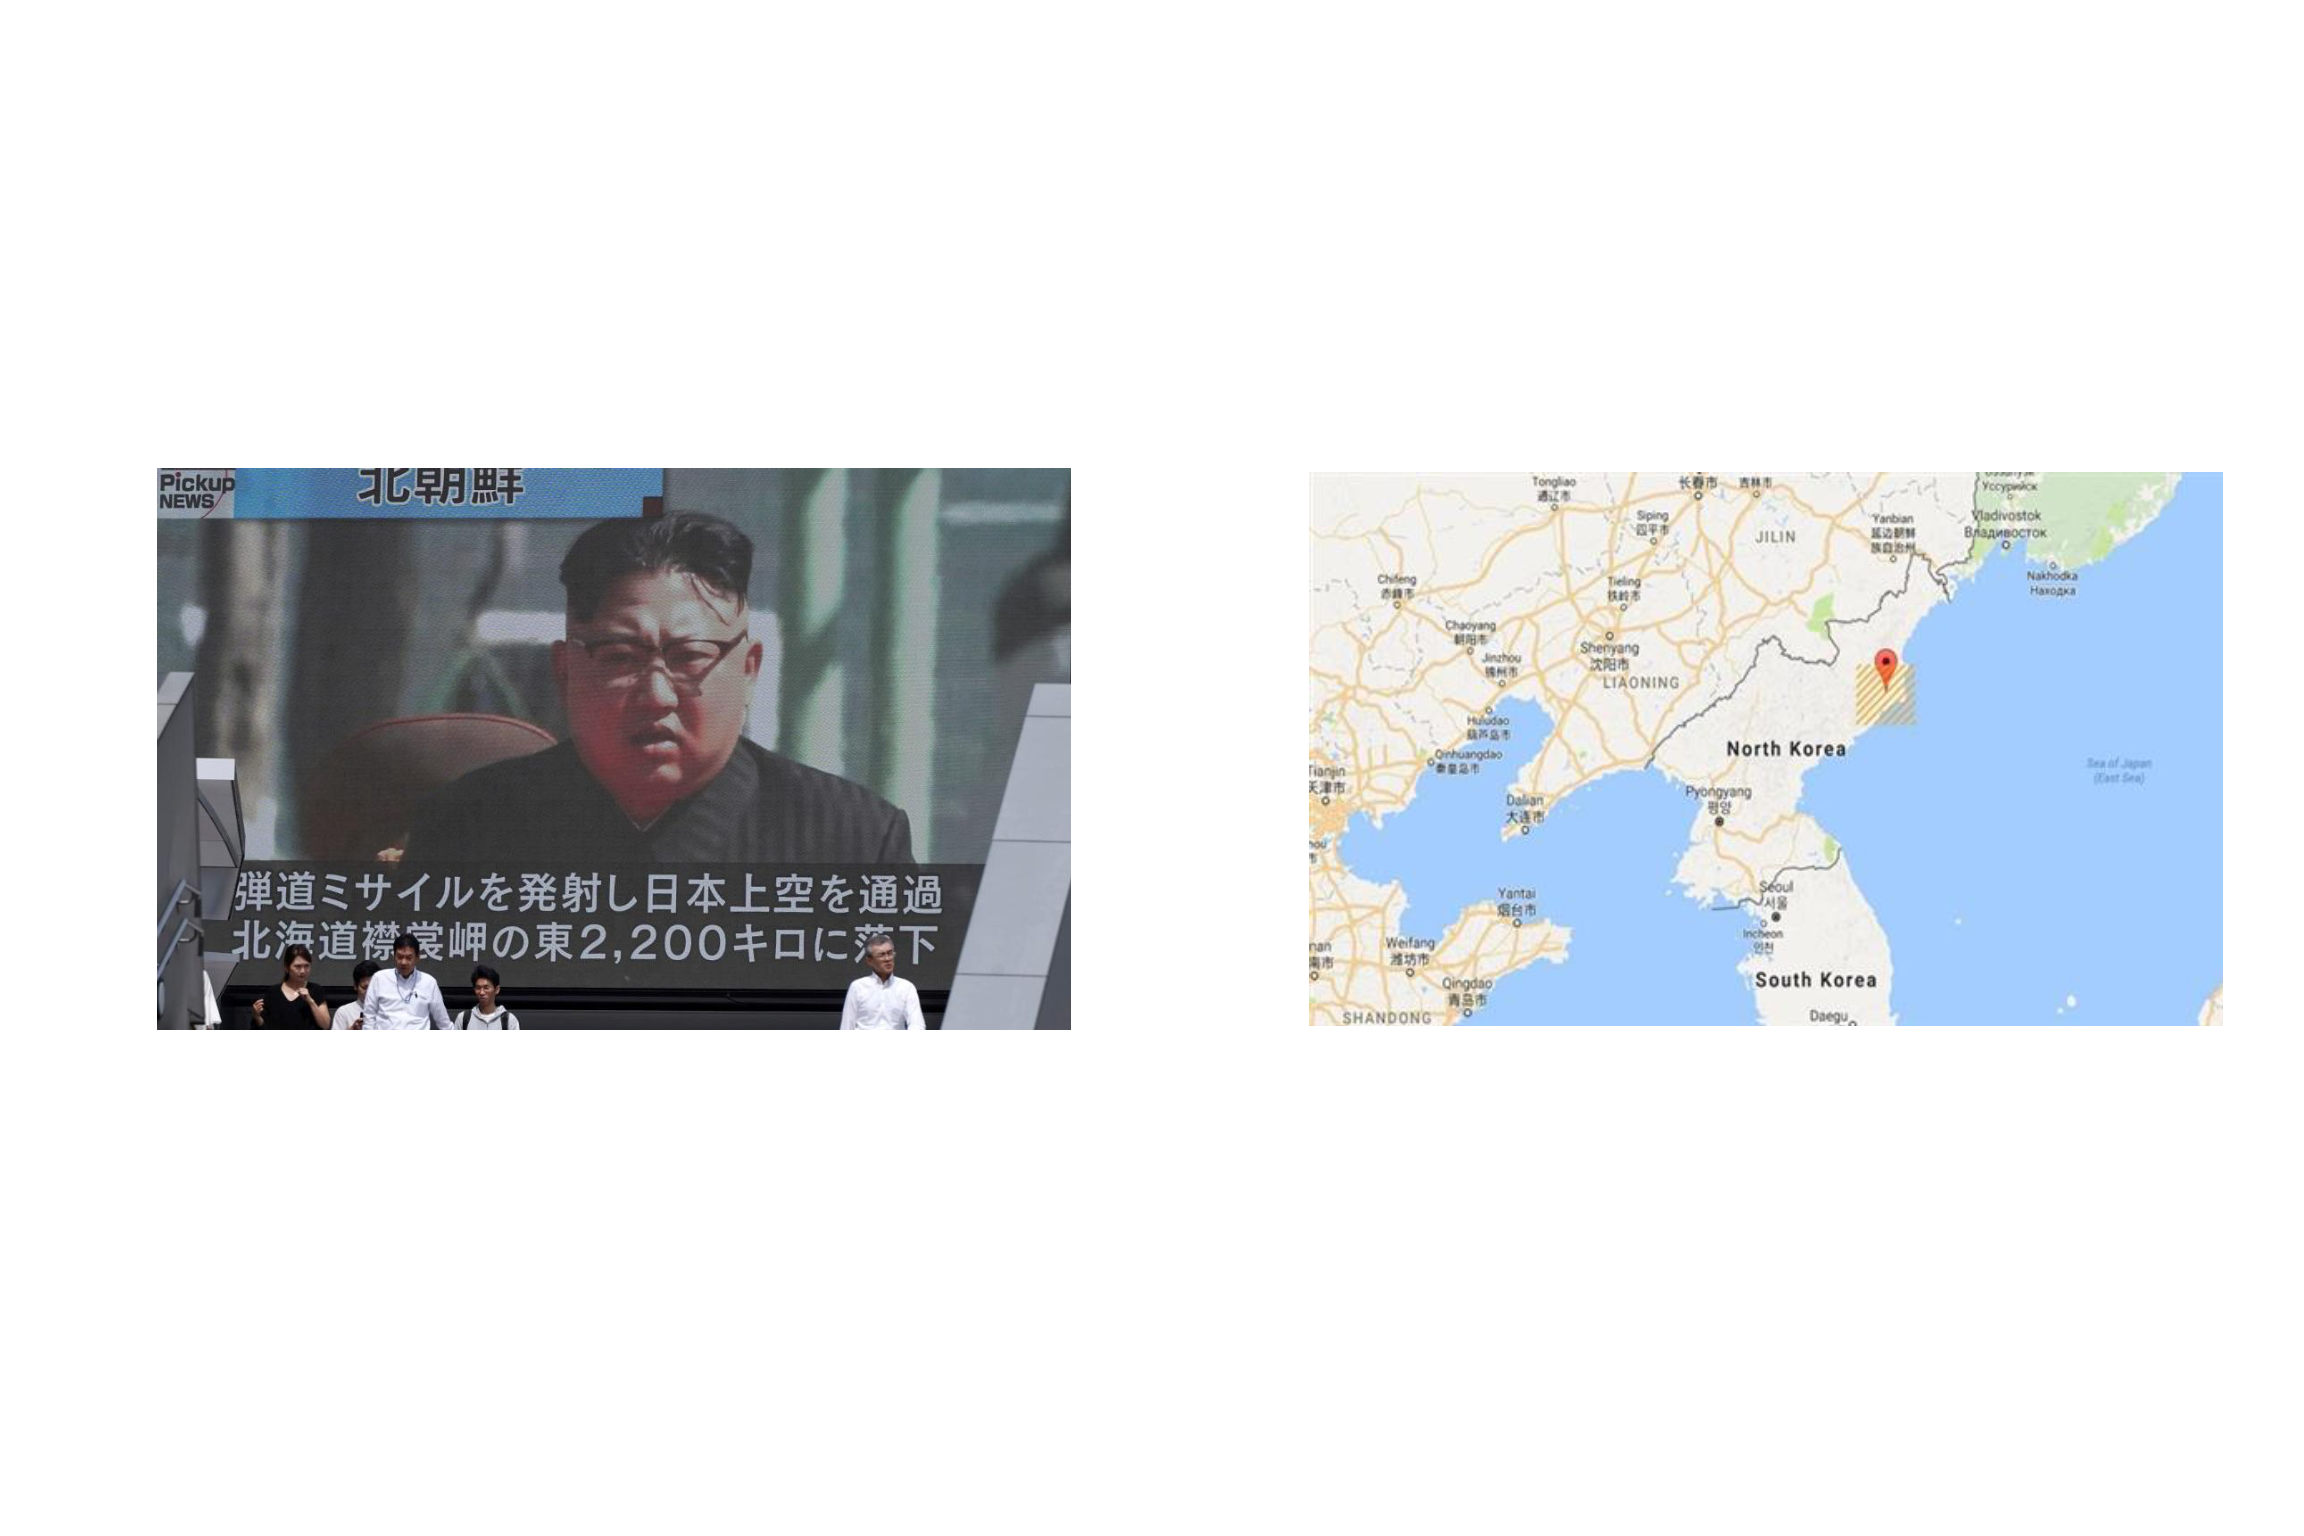 Pickup
NEWS
北朝鮮
弾道ミサイルを発射し日本上空を通過
北海道襟裳岬の東2,200キロに落下
Tongliao
通辽市
长春市
吉林市
Уссурийск
Siping
四平市
JILIN
Yanbian
延边朝鲜
族自治州
Vladivostok
Владивосток
Nakhodka
Находка
Chifeng
赤峰市
Tieling
铁岭市
Chaoyang
朝阳市
Jinzhou
锦州市
Shenyang
沈阳市
LIAONING
Huludao
葫芦岛市
Qinhuangdao
秦皇岛市
North Korea
Sea of Japan
(East Sea)
Tianjin
天津市
Dalian
大连市
Pyongyang
평양
Seoul
서울
Incheon
인천
Yantai
烟台市
Weifang
潍坊市
nan
南市
Qingdao
青岛市
SHANDONG
South Korea
Daegu